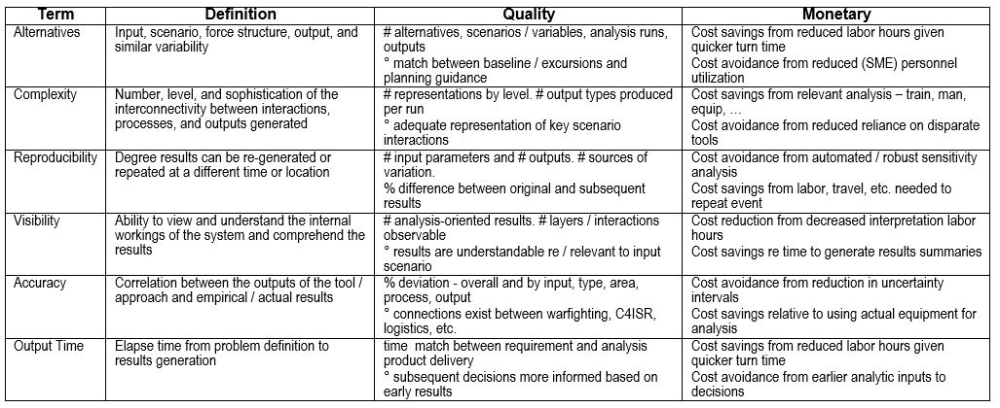 Term Definition Quality Monetary
Alternatives Input, scenario, force structure, output, and # alternatives, scenarios / variables, analysis runs, Cost savings from reduced labor hours given
similar variability outputs quicker turn time
° match between baseline / excursions and Cost avoidance from reduced (SME) personnel
planning guidance utilization
Complexity Number, level, and sophistication of the # representations by level. # output types produced Cost savings from relevant analysis – train, man,
interconnectivity between interactions, per run equip, …
processes, and outputs generated ° adequate representation of key scenario Cost avoidance from reduced reliance on disparate
interactions tools
Reproducibility Degree results can be re-generated or # input parameters and # outputs. # sources of Cost avoidance from automated / robust sensitivity
repeated at a different time or location variation. analysis
% difference between original and subsequent Cost savings from labor, travel, etc. needed to
results repeat event
Visibility Ability to view and understand the internal # analysis-oriented results. # layers / interactions Cost reduction from decreased interpretation labor
workings of the system and comprehend the observable hours
results ° results are understandable re / relevant to input Cost savings re time to generate results summaries
scenario
Accuracy Correlation between the outputs of the tool / % deviation - overall and by input, type, area, Cost avoidance from reduction in uncertainty
approach and empirical / actual results process, output intervals
° connections exist between warfighting, C4ISR, Cost savings relative to using actual equipment for
logistics, etc. analysis
Output Time Elapse time from problem definition to time match between requirement and analysis Cost savings from reduced labor hours given
results generation product delivery quicker turn time
° subsequent decisions more informed based on Cost avoidance from earlier analytic inputs to
early results decisions